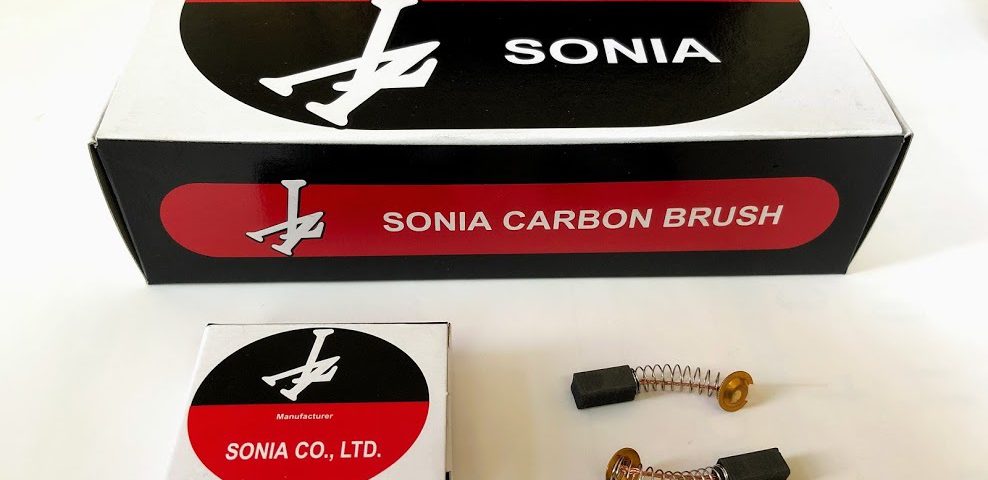 SONIA
SONIA CARBON BRUSH
Manufacturer
SONIA CO., LTD.